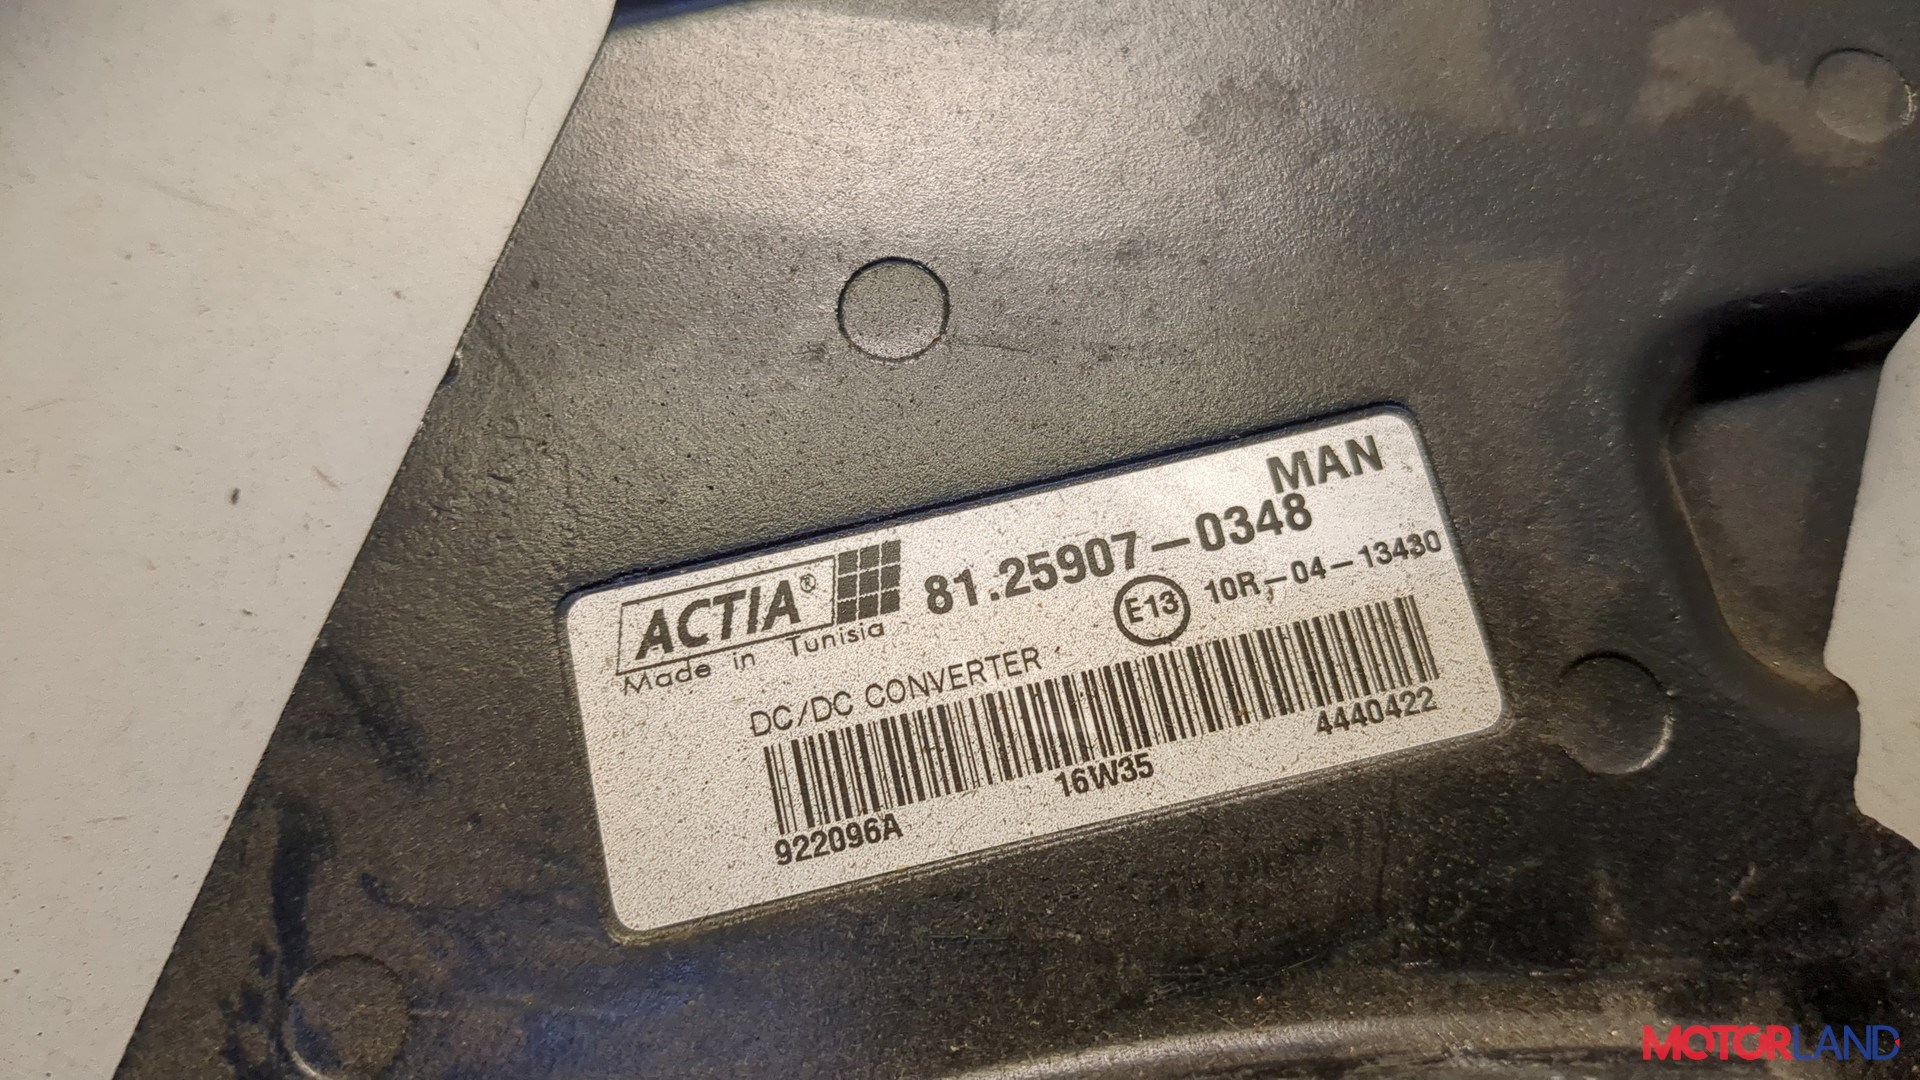 MAN
ACTIA® 81.25907-0348
Made in Tunisia E13 10R-04-13430
DC/DC CONVERTER
922096A 16W35 4440422
MOTORLAND